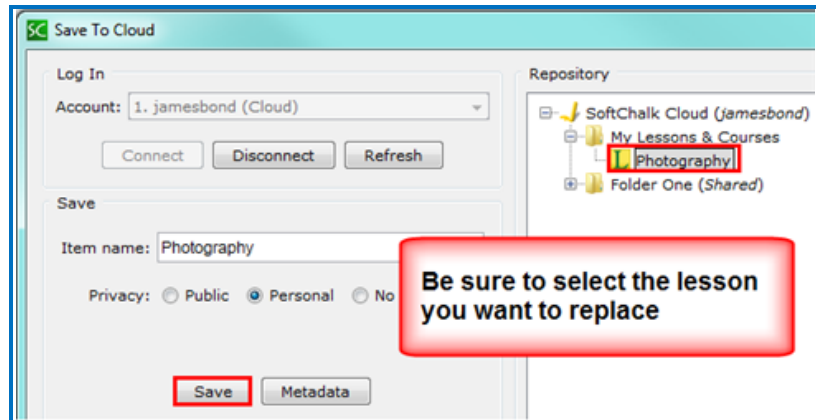 SC Save To Cloud
Log In
Account: 1. jamesbond (Cloud)
Connect Disconnect Refresh
Save
Item name: Photography
Privacy: Public Personal No
Save Metadata
Repository
SoftChalk Cloud (jamesbond)
My Lessons & Courses
L Photography
Folder One (Shared)
Be sure to select the lesson
you want to replace